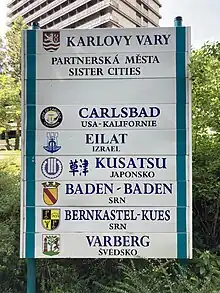 KARLOVY VARY
PARTNERSKÁ MĚSTA
SISTER CITIES
CARLSBAD
USA-KALIFORNIE
EILAT
IZRAEL
草津 KUSATSU
JAPONSKO
BADEN-BADEN
SRN
BERNKASTEL-KUES
SRN
VARBERG
ŠVÉDSKO